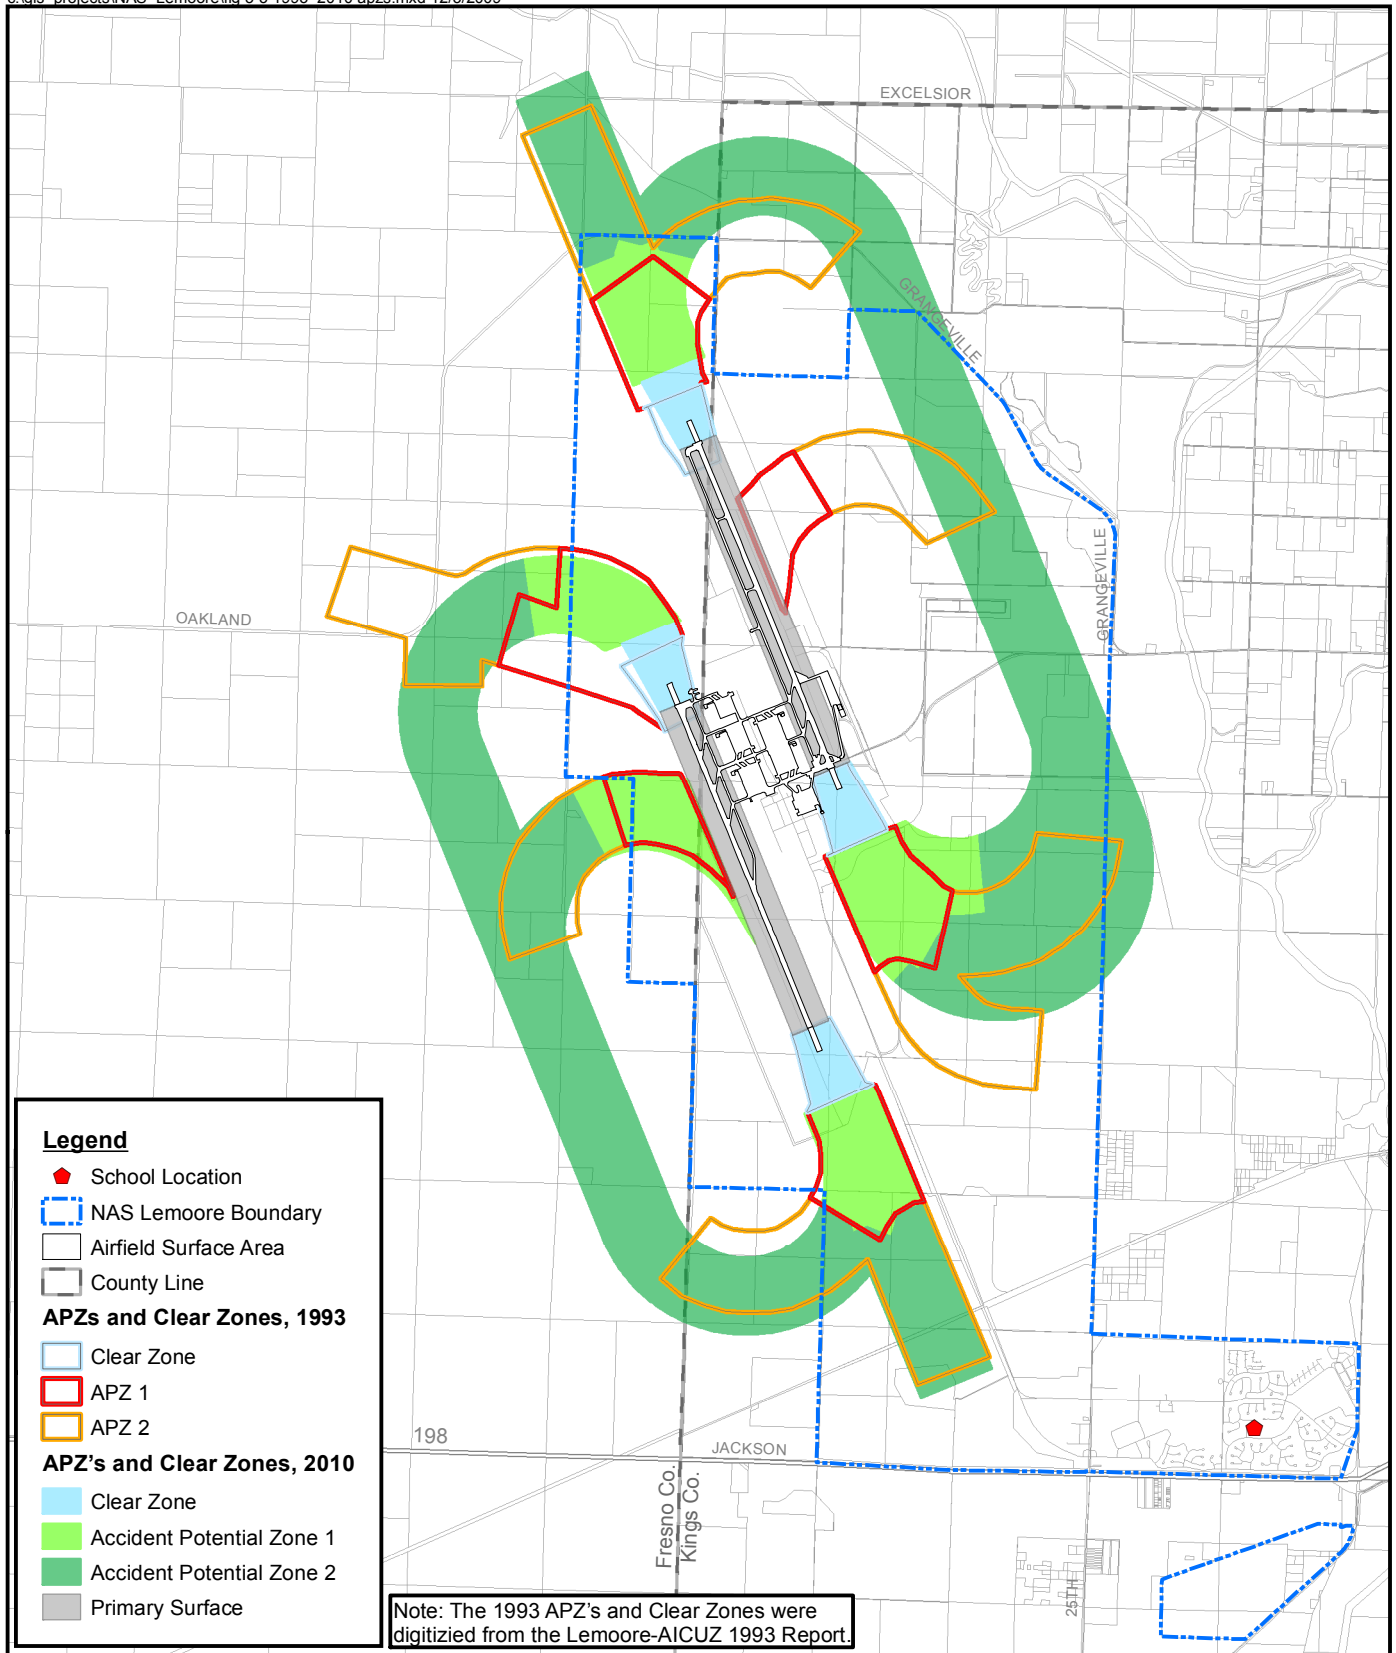 EXCELSIOR
GRANGEVILLE
GRANGEVILLE
OAKLAND
Legend
School Location
NAS Lemoore Boundary
Airfield Surface Area
County Line
APZs and Clear Zones, 1993
Clear Zone
APZ 1
APZ 2
APZ's and Clear Zones, 2010
Clear Zone
Accident Potential Zone 1
Accident Potential Zone 2
Primary Surface
198
JACKSON
Fresno Co.
Kings Co.
25TH
Note: The 1993 APZ's and Clear Zones were
digitizied from the Lemoore-AICUZ 1993 Report.